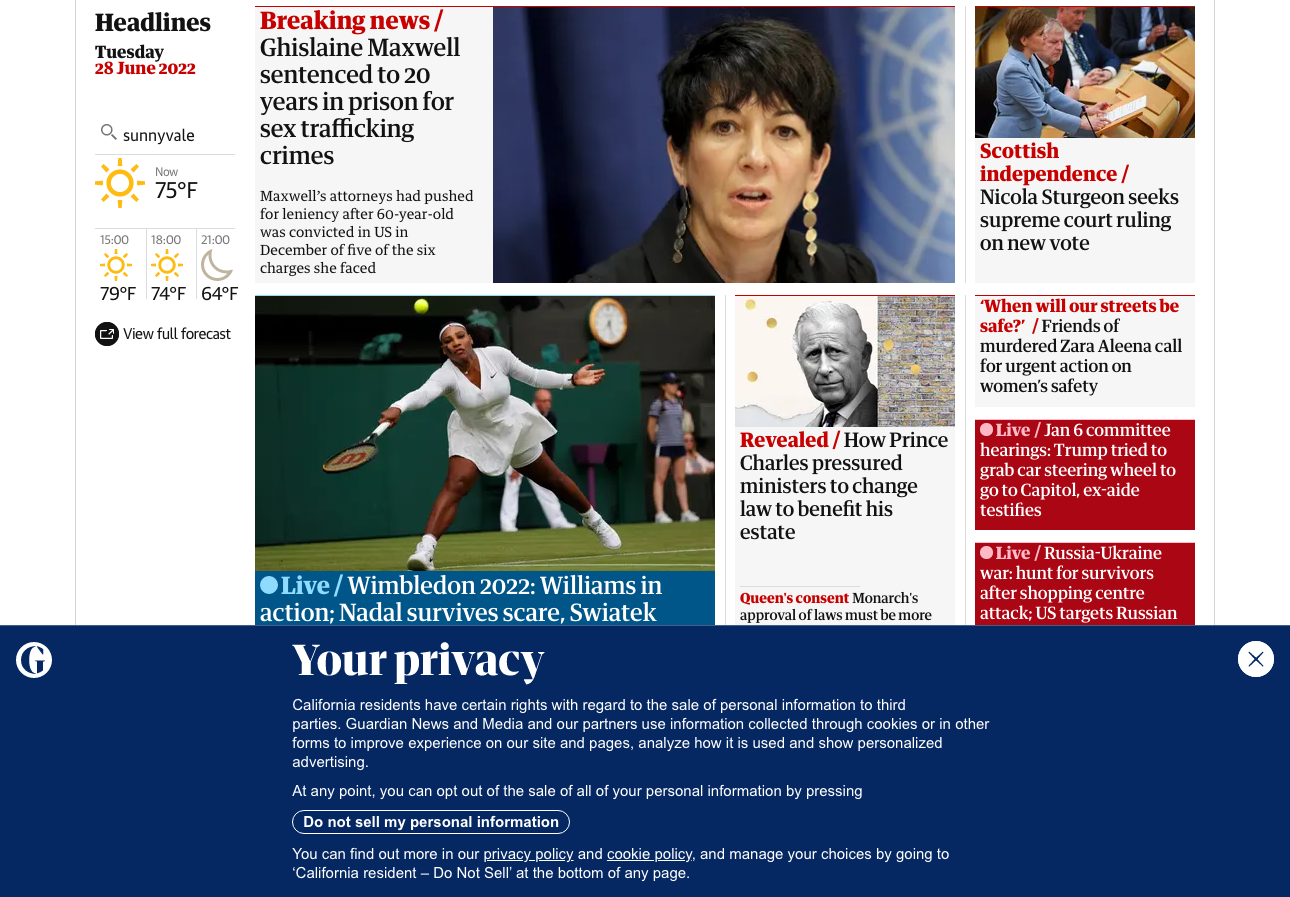 Headlines
Tuesday
28 June 2022
sunnyvale
Now
75°F
15:00
18:00
21:00
79°F
74°F
64°F
View full forecast
Breaking news /
Ghislaine Maxwell
sentenced to 20
years in prison for
sex trafficking
crimes
Maxwell's attorneys had pushed
for leniency after 60-year-old
was convicted in US in
December of five of the six
charges she faced
Scottish
independence /
Nicola Sturgeon seeks
supreme court ruling
on new vote
Live / Wimbledon 2022: Williams in
action; Nadal survives scare, Swiatek
Revealed / How Prince
Charles pressured
ministers to change
law to benefit his
estate
Queen's consent Monarch's
approval of laws must be more
‘When will our streets be
safe?’ / Friends of
murdered Zara Aleena call
for urgent action on
women's safety
Live / Jan 6 committee
hearings: Trump tried to
grab car steering wheel to
go to Capitol, ex-aide
testifies
Live / Russia-Ukraine
war: hunt for survivors
after shopping centre
attack; US targets Russian
G
Your privacy
California residents have certain rights with regard to the sale of personal information to third
parties. Guardian News and Media and our partners use information collected through cookies or in other
forms to improve experience on our site and pages, analyze how it is used and show personalized
advertising.
At any point, you can opt out of the sale of all of your personal information by pressing
Do not sell my personal information
You can find out more in our privacy policy and cookie policy, and manage your choices by going to
‘California resident – Do Not Sell’ at the bottom of any page.